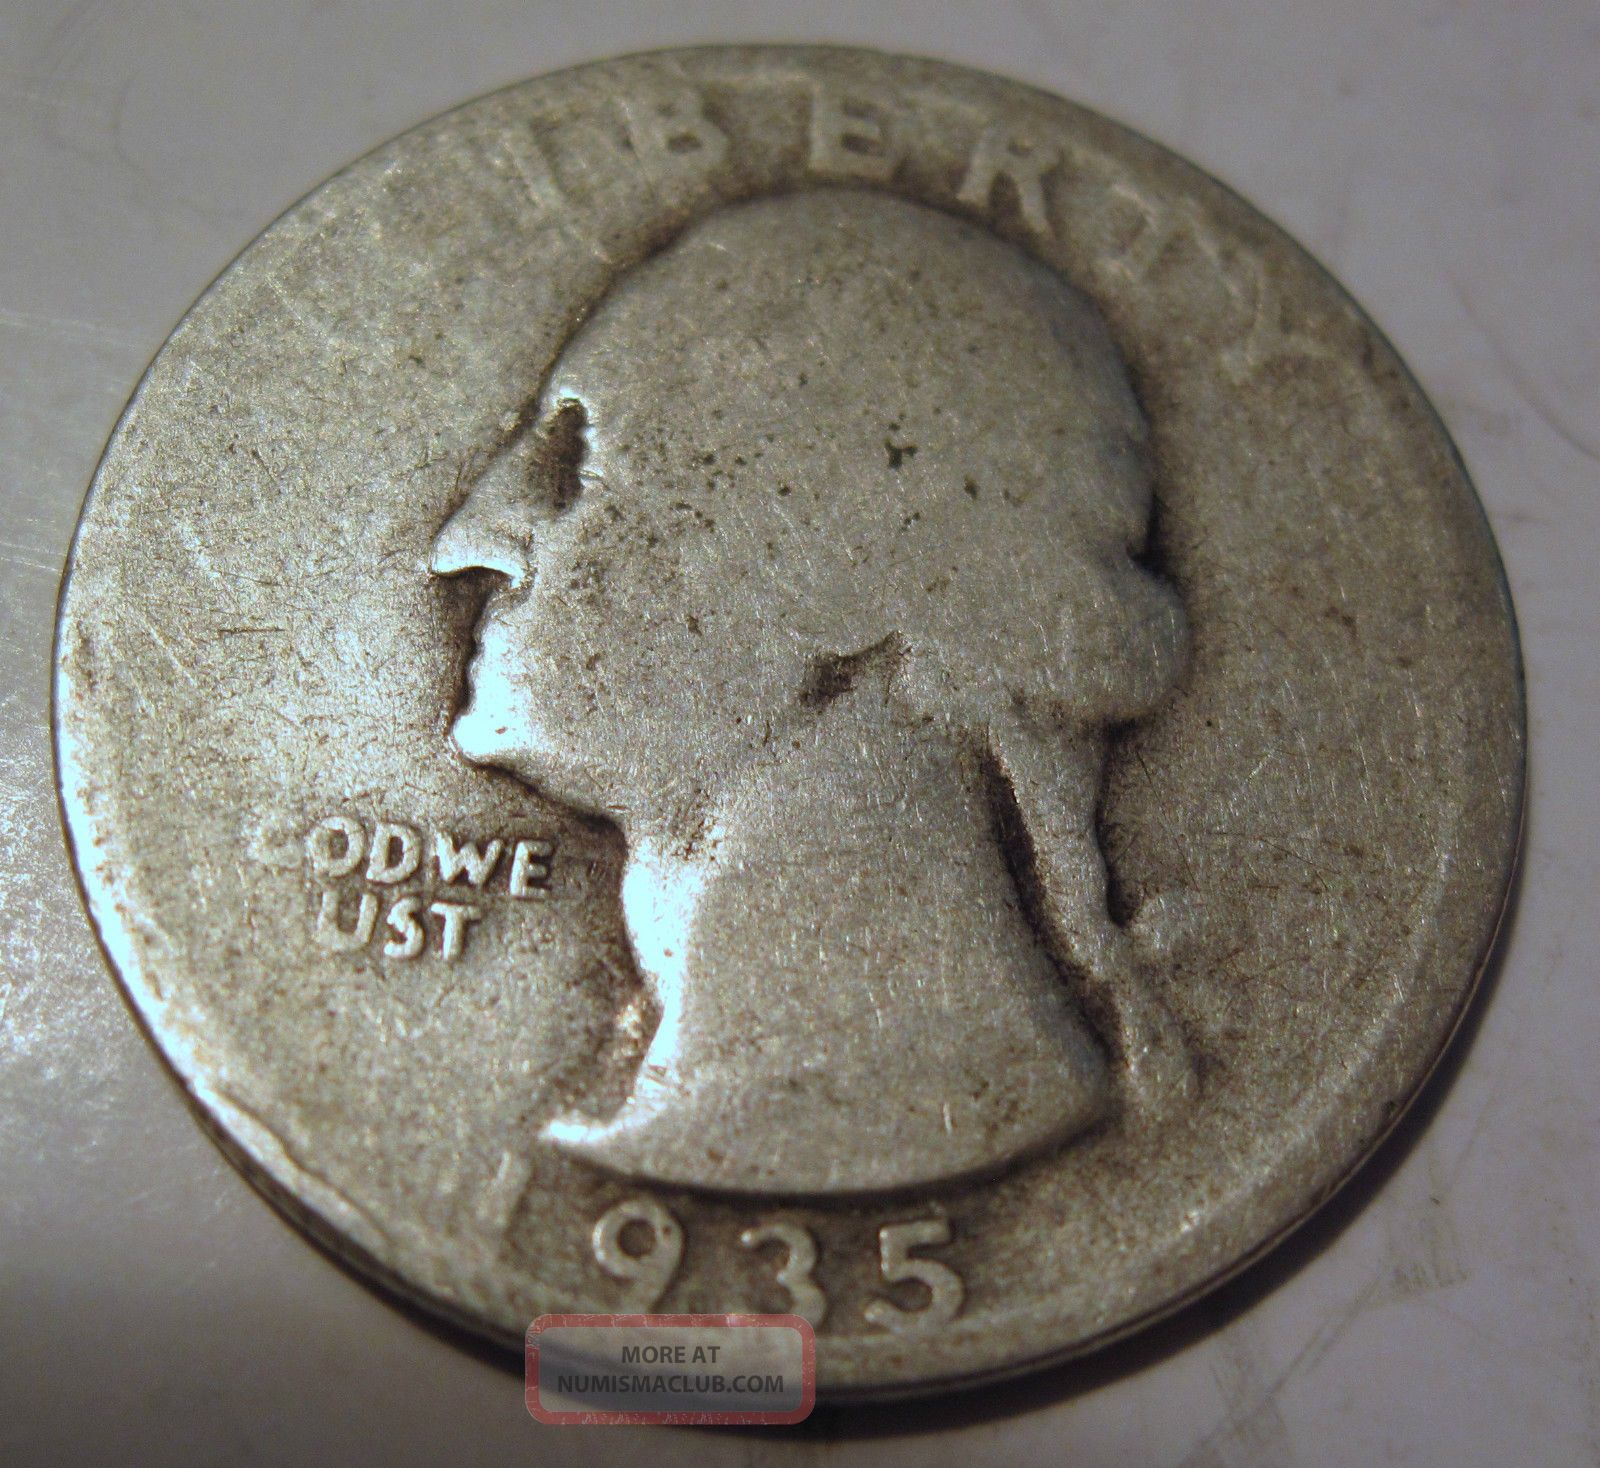 IBERTY
ODWE
UST
1935
MORE AT
NUMISMACLUB.COM